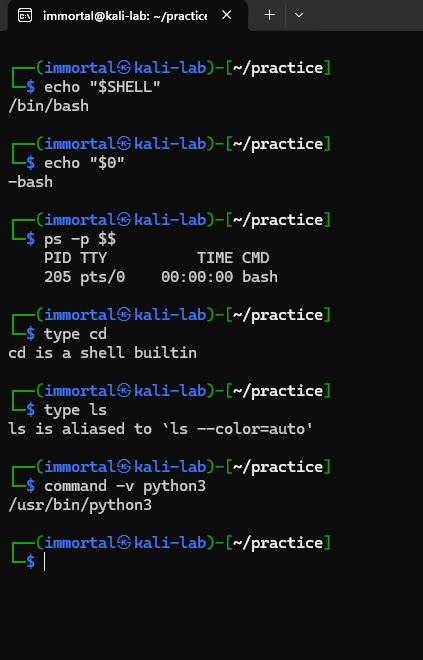 immortal@kali-lab: ~/practice
┌──(immortal㉿kali-lab)-[~/practice]
└─$ echo "$SHELL"
/bin/bash
┌──(immortal㉿kali-lab)-[~/practice]
└─$ echo "$0"
-bash
┌──(immortal㉿kali-lab)-[~/practice]
└─$ ps -p $$
    PID TTY          TIME CMD
    205 pts/0    00:00:00 bash
┌──(immortal㉿kali-lab)-[~/practice]
└─$ type cd
cd is a shell builtin
┌──(immortal㉿kali-lab)-[~/practice]
└─$ type ls
ls is aliased to `ls --color=auto'
┌──(immortal㉿kali-lab)-[~/practice]
└─$ command -v python3
/usr/bin/python3
┌──(immortal㉿kali-lab)-[~/practice]
└─$